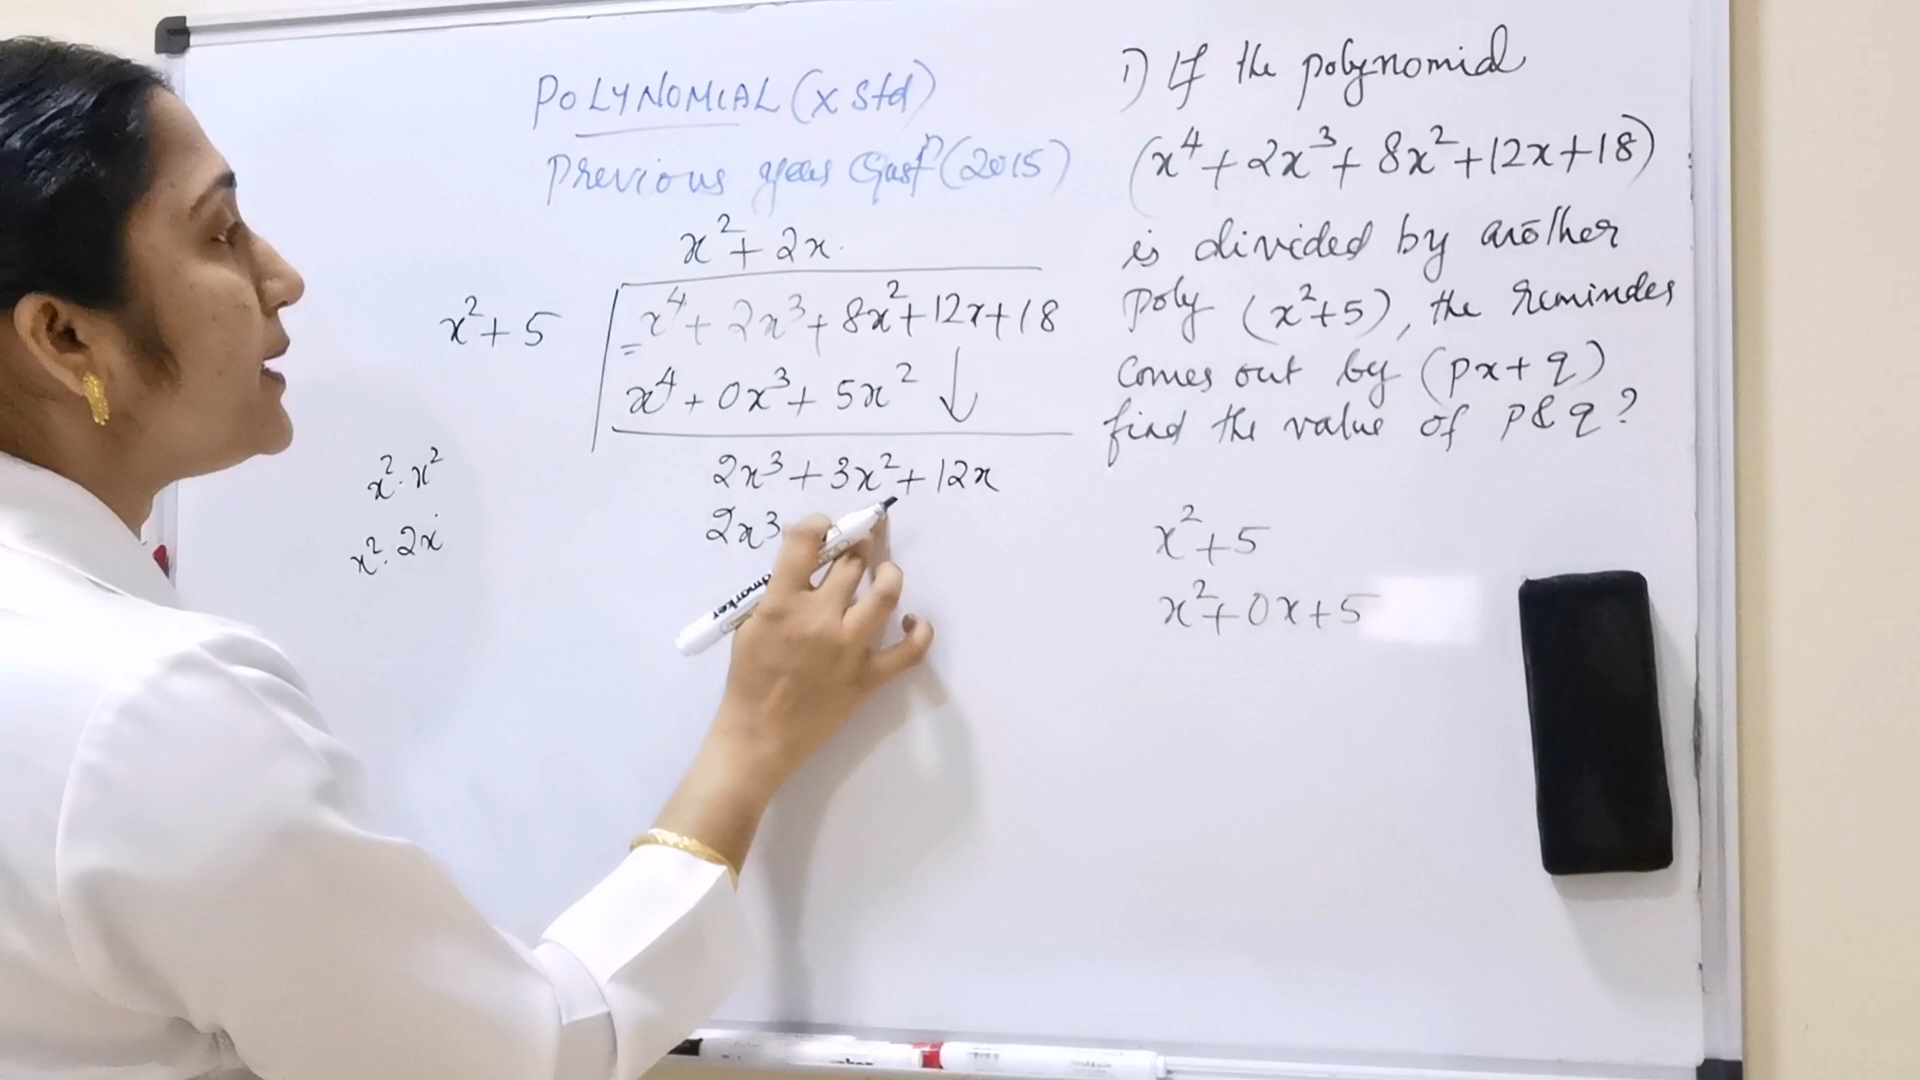 POLYNOMIAL (X Std)
Previous year Qus(2015)
x² + 2x
x² + 5
x⁴ + 2x³ + 8x² + 12x + 18
x⁴ + 0x³ + 5x² ↓
2x³ + 3x² + 12x
2x³
x² . x²
x² . 2x
1) If the polynomial
(x⁴ + 2x³ + 8x² + 12x + 18)
is divided by another
poly (x² + 5), the
comes out by (px + q)
find the value of p & q?
x² + 5
x² + 0x + 5